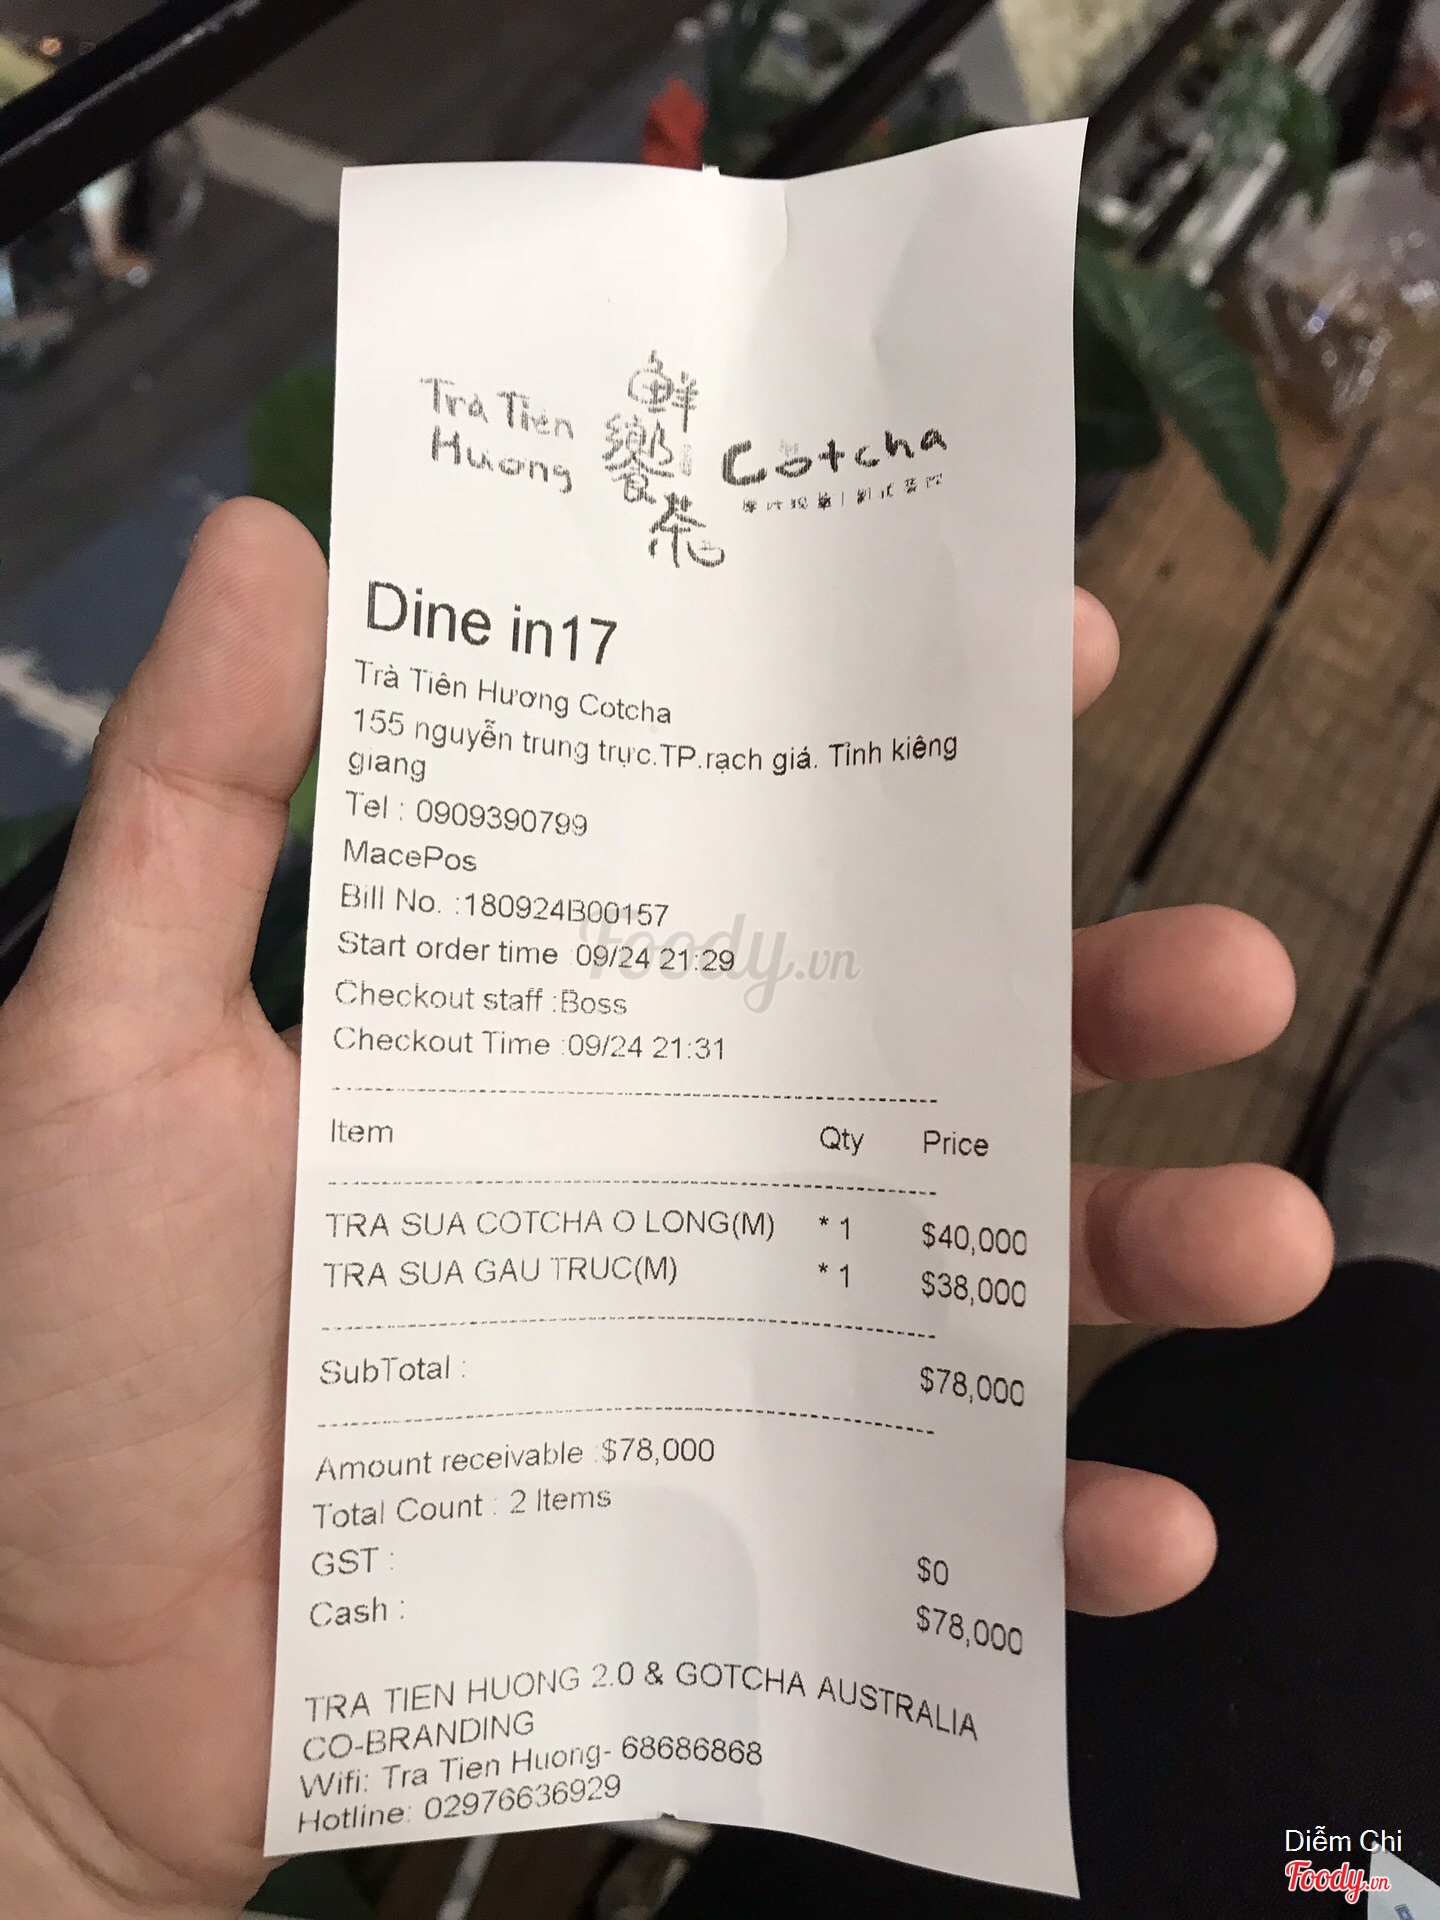 Trà Tiên
Hương
鮮
饗
茶
Cotcha
Dine in17
Trà Tiên Hương Cotcha
155 nguyễn trung trực.TP.rạch giá. Tỉnh kiêng
giang
Tel : 0909390799
MacePos
Bill No. :180924B00157
Start order time :09/24 21:29
Checkout staff :Boss
Checkout Time :09/24 21:31
Item Qty Price
TRA SUA COTCHA O LONG(M) * 1 $40,000
TRA SUA GAU TRUC(M) * 1 $38,000
SubTotal : $78,000
Amount receivable :$78,000
Total Count : 2 Items
GST : $0
Cash : $78,000
TRA TIEN HUONG 2.0 & GOTCHA AUSTRALIA
CO-BRANDING
Wifi: Tra Tien Huong- 68686868
Hotline: 02976636929
Foody.vn
Diễm Chi
Foody.vn